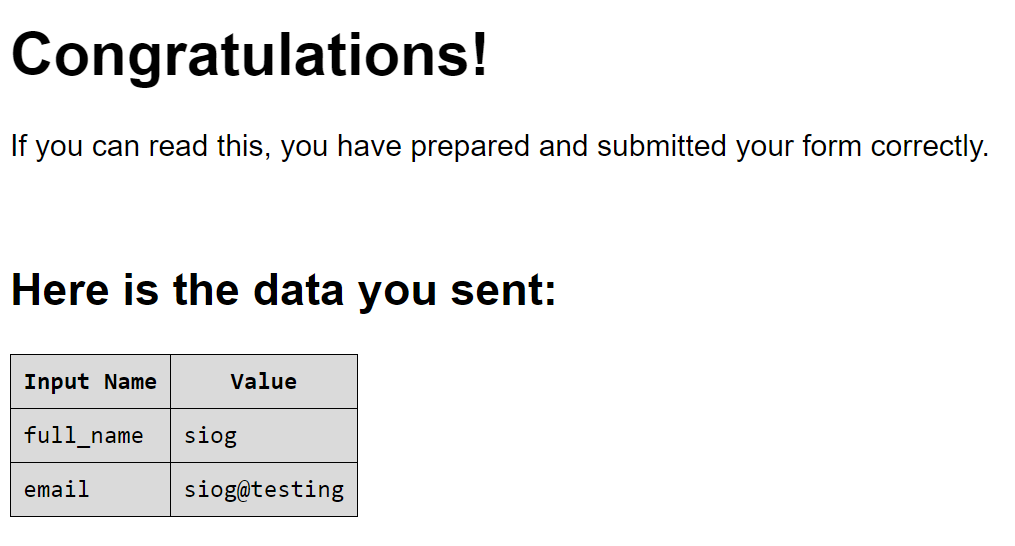 Congratulations!
If you can read this, you have prepared and submitted your form correctly.
Here is the data you sent:
Input Name Value
full_name siog
email siog@testing